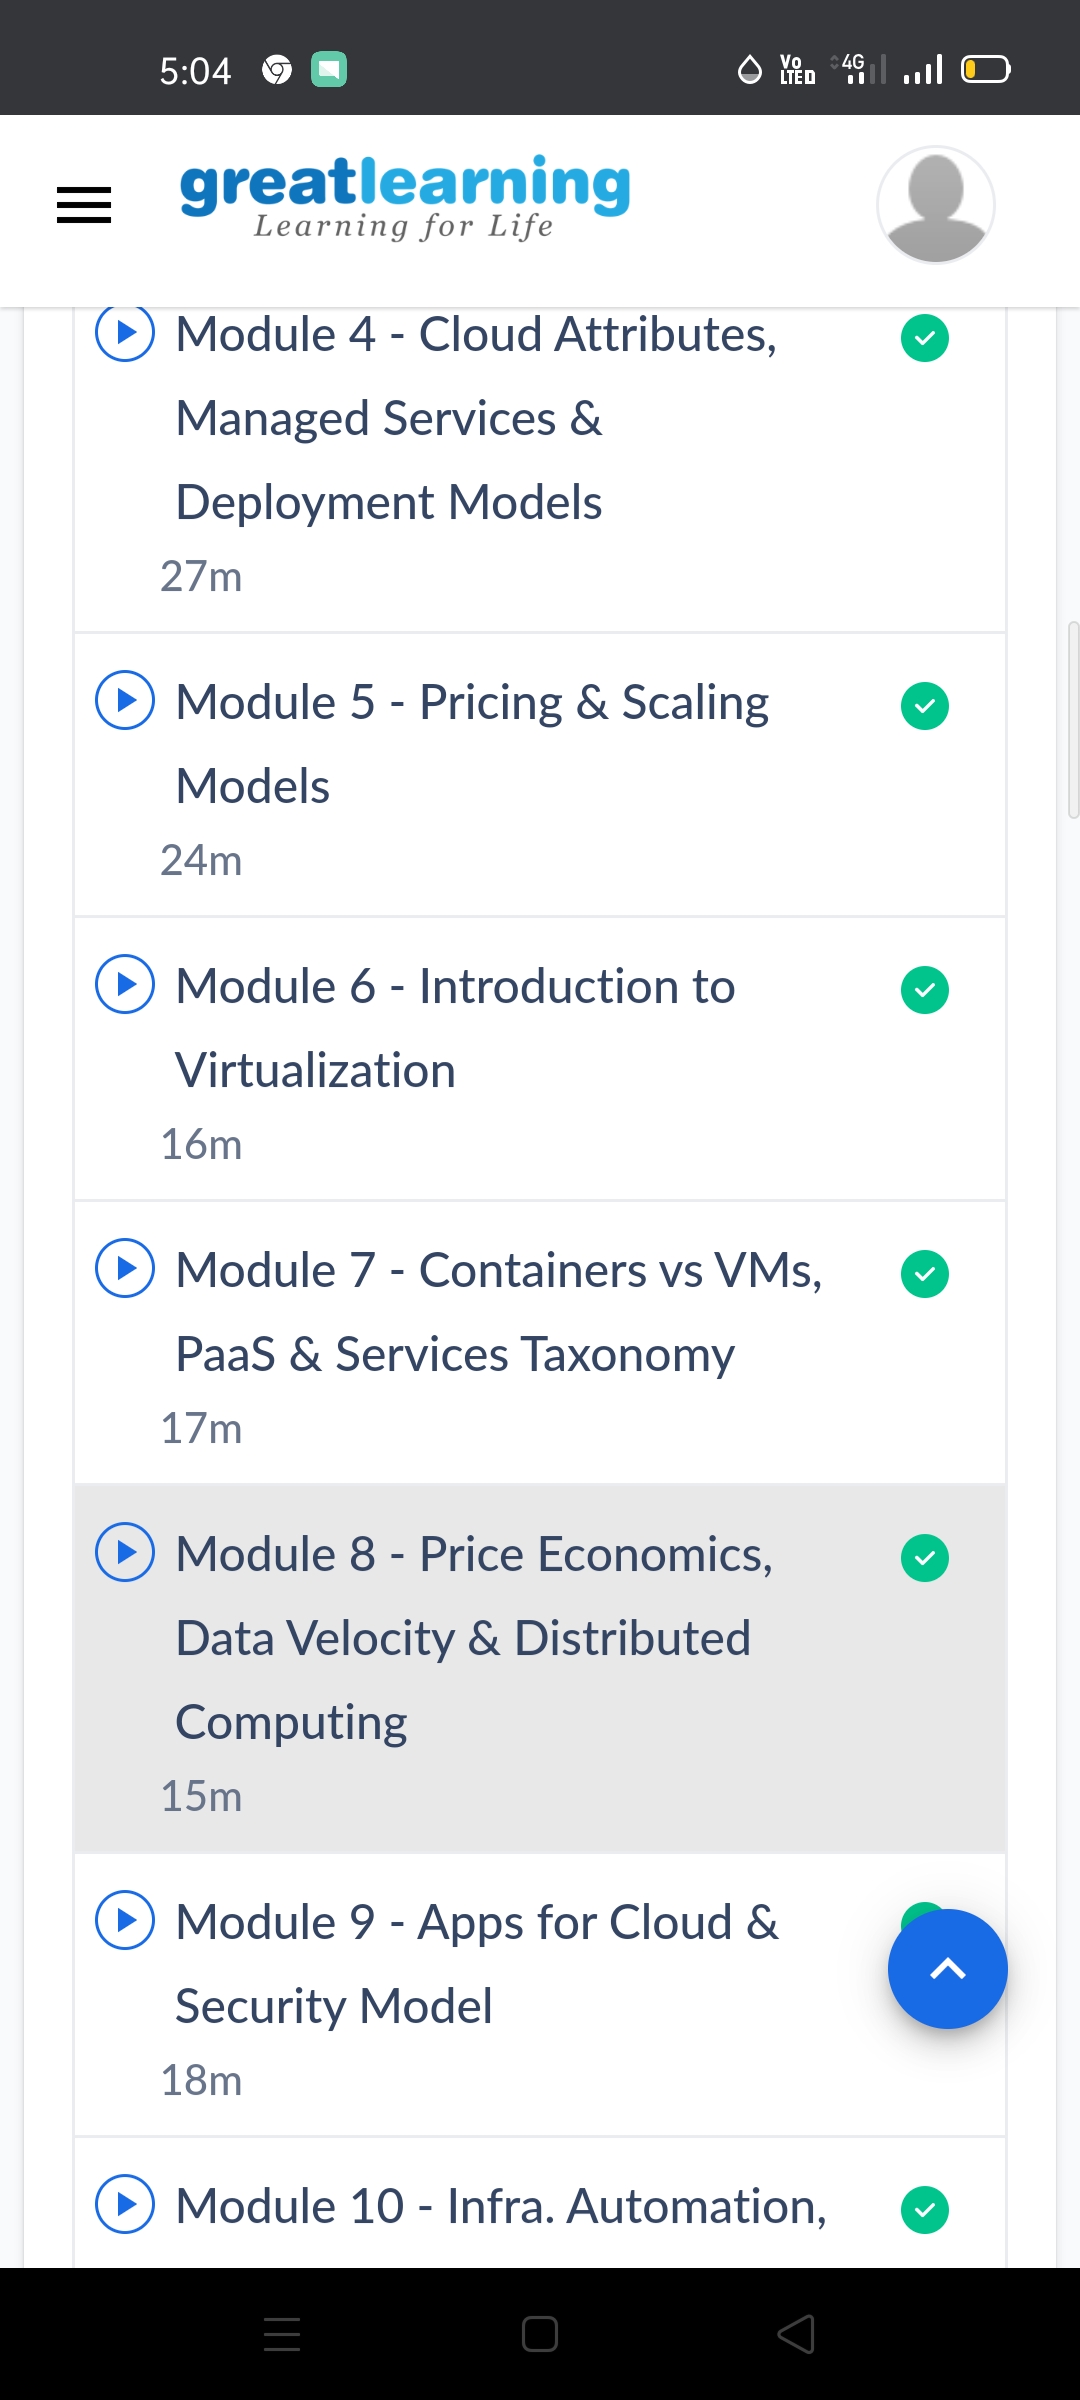 5:04
Vo
LTE
4G
greatlearning
Learning for Life
Module 4 - Cloud Attributes,
Managed Services &
Deployment Models
27m
Module 5 - Pricing & Scaling
Models
24m
Module 6 - Introduction to
Virtualization
16m
Module 7 - Containers vs VMs,
PaaS & Services Taxonomy
17m
Module 8 - Price Economics,
Data Velocity & Distributed
Computing
15m
Module 9 - Apps for Cloud &
Security Model
18m
Module 10 - Infra. Automation,